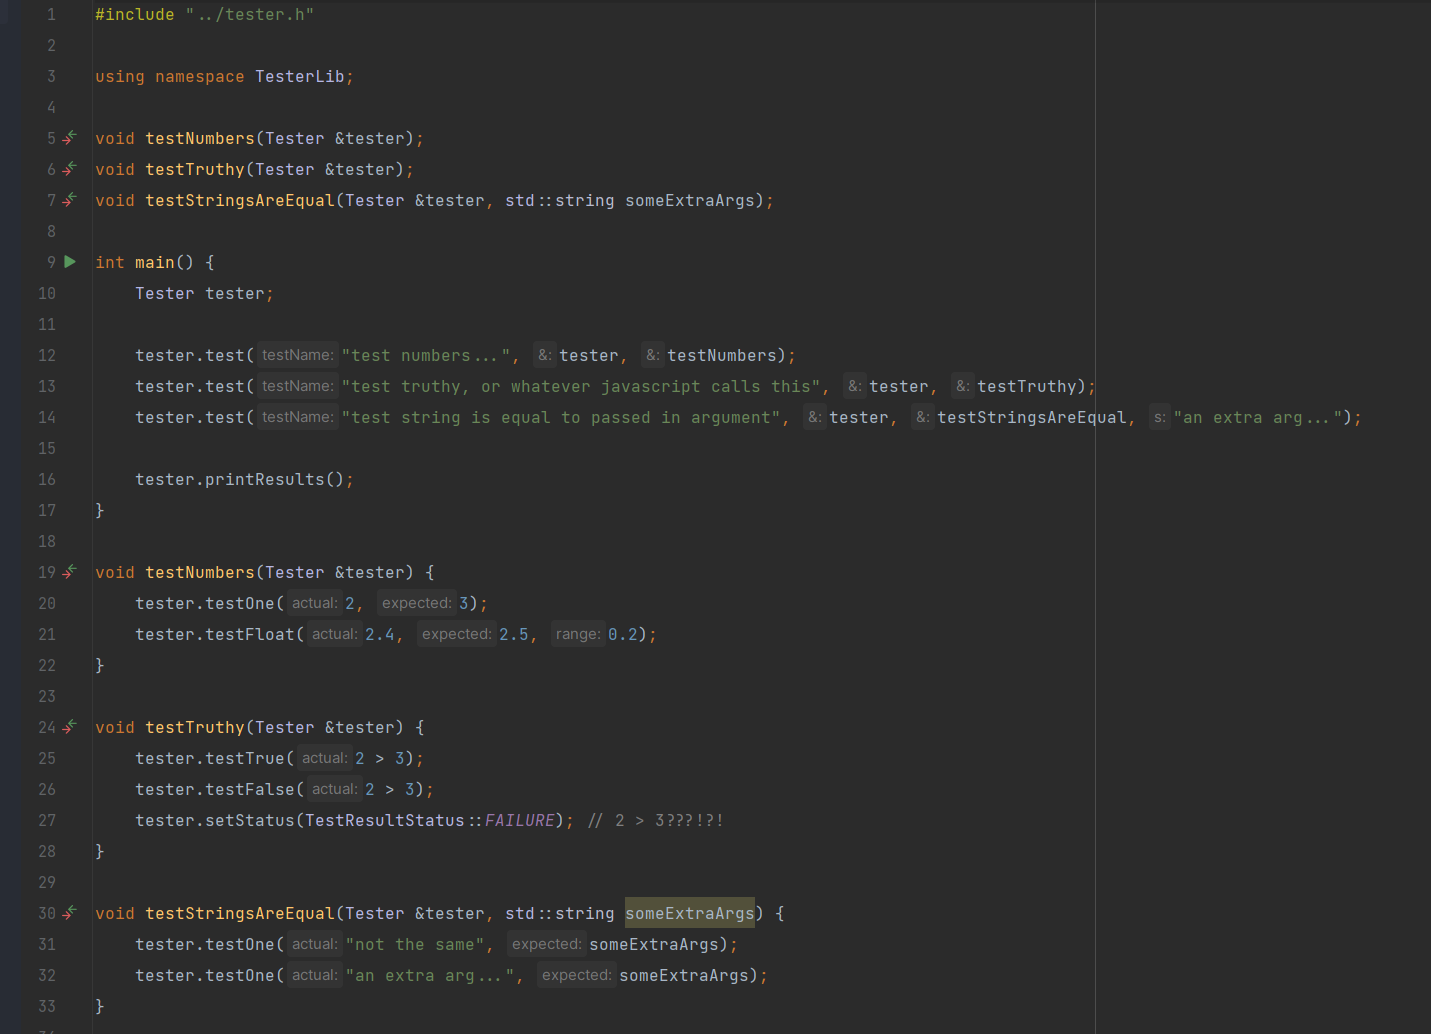 1 #include "../tester.h"
2
3 using namespace TesterLib;
4
5 void testNumbers(Tester &tester);
6 void testTruthy(Tester &tester);
7 void testStringsAreEqual(Tester &tester, std::string someExtraArgs);
8
9 int main() {
10     Tester tester;
11
12     tester.test( testName: "test numbers...", &: tester, &: testNumbers);
13     tester.test( testName: "test truthy, or whatever javascript calls this", &: tester, &: testTruthy);
14     tester.test( testName: "test string is equal to passed in argument", &: tester, &: testStringsAreEqual, s: "an extra arg...");
15
16     tester.printResults();
17 }
18
19 void testNumbers(Tester &tester) {
20     tester.testOne( actual: 2, expected: 3);
21     tester.testFloat( actual: 2.4, expected: 2.5, range: 0.2);
22 }
23
24 void testTruthy(Tester &tester) {
25     tester.testTrue( actual: 2 > 3);
26     tester.testFalse( actual: 2 > 3);
27     tester.setStatus(TestResultStatus::FAILURE); // 2 > 3???!?!
28 }
29
30 void testStringsAreEqual(Tester &tester, std::string someExtraArgs) {
31     tester.testOne( actual: "not the same", expected: someExtraArgs);
32     tester.testOne( actual: "an extra arg...", expected: someExtraArgs);
33 }